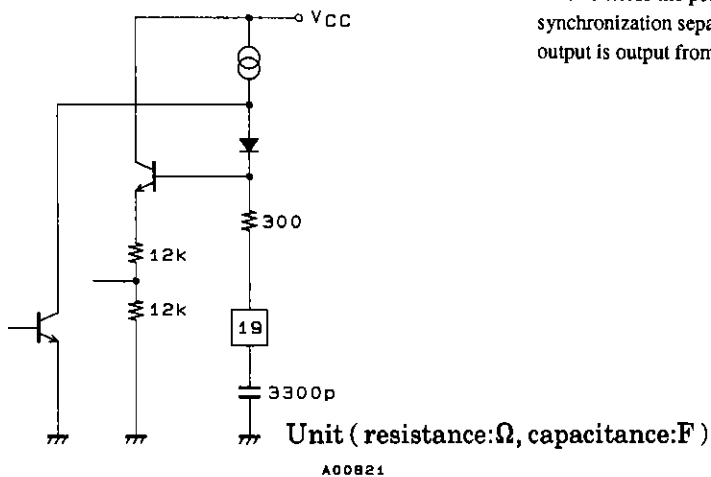 VCC
synchronization sepa
output is output from
300
12k
12k
19
3300p
Unit ( resistance:Ω, capacitance:F )
A00821